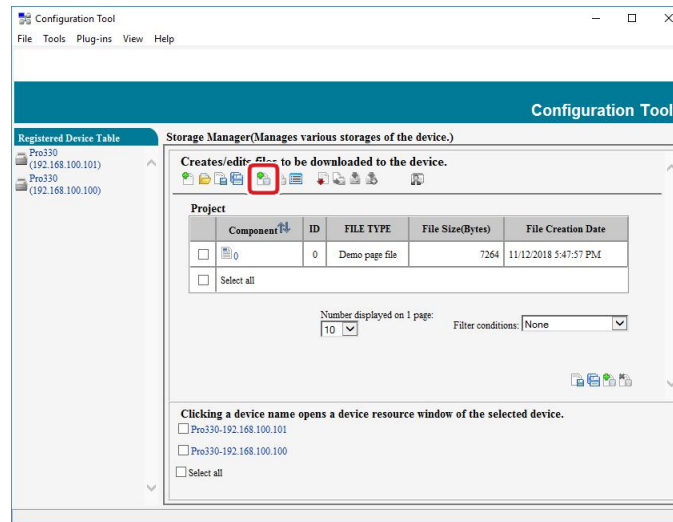 Configuration Tool
File Tools Plug-ins View Help
Configuration Tool
Registered Device Table
Pro330
(192.168.100.101)
Pro330
(192.168.100.100)
Storage Manager(Manages various storages of the device.)
Creates/edits files to be downloaded to the device.
Project
Component ID FILE TYPE File Size(Bytes) File Creation Date
0 0 Demo page file 7264 11/12/2018 5:47:57 PM
Select all
Number displayed on 1 page:
10
Filter conditions: None
Clicking a device name opens a device resource window of the selected device.
Pro330-192.168.100.101
Pro330-192.168.100.100
Select all